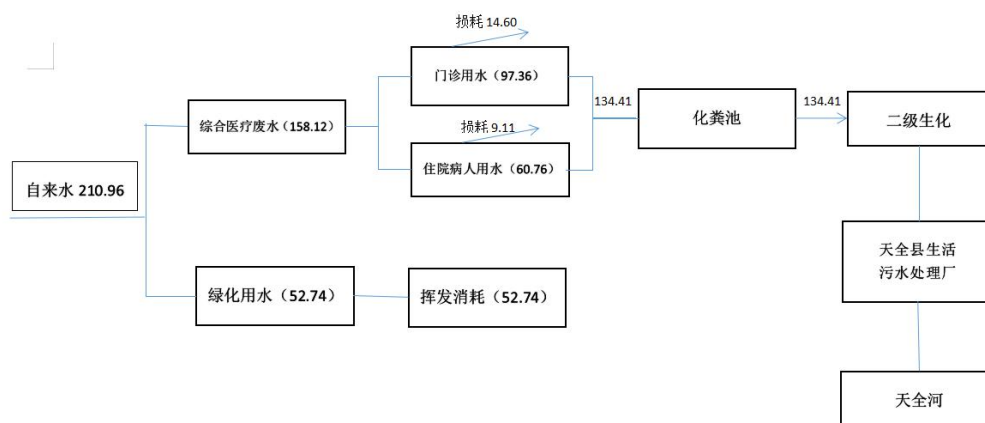 损耗 14.60
门诊用水（97.36）
134.41
化粪池
134.41
二级生化
综合医疗废水（158.12）
损耗 9.11
住院病人用水（60.76）
自来水 210.96
天全县生活
污水处理厂
绿化用水（52.74）
挥发消耗（52.74）
天全河